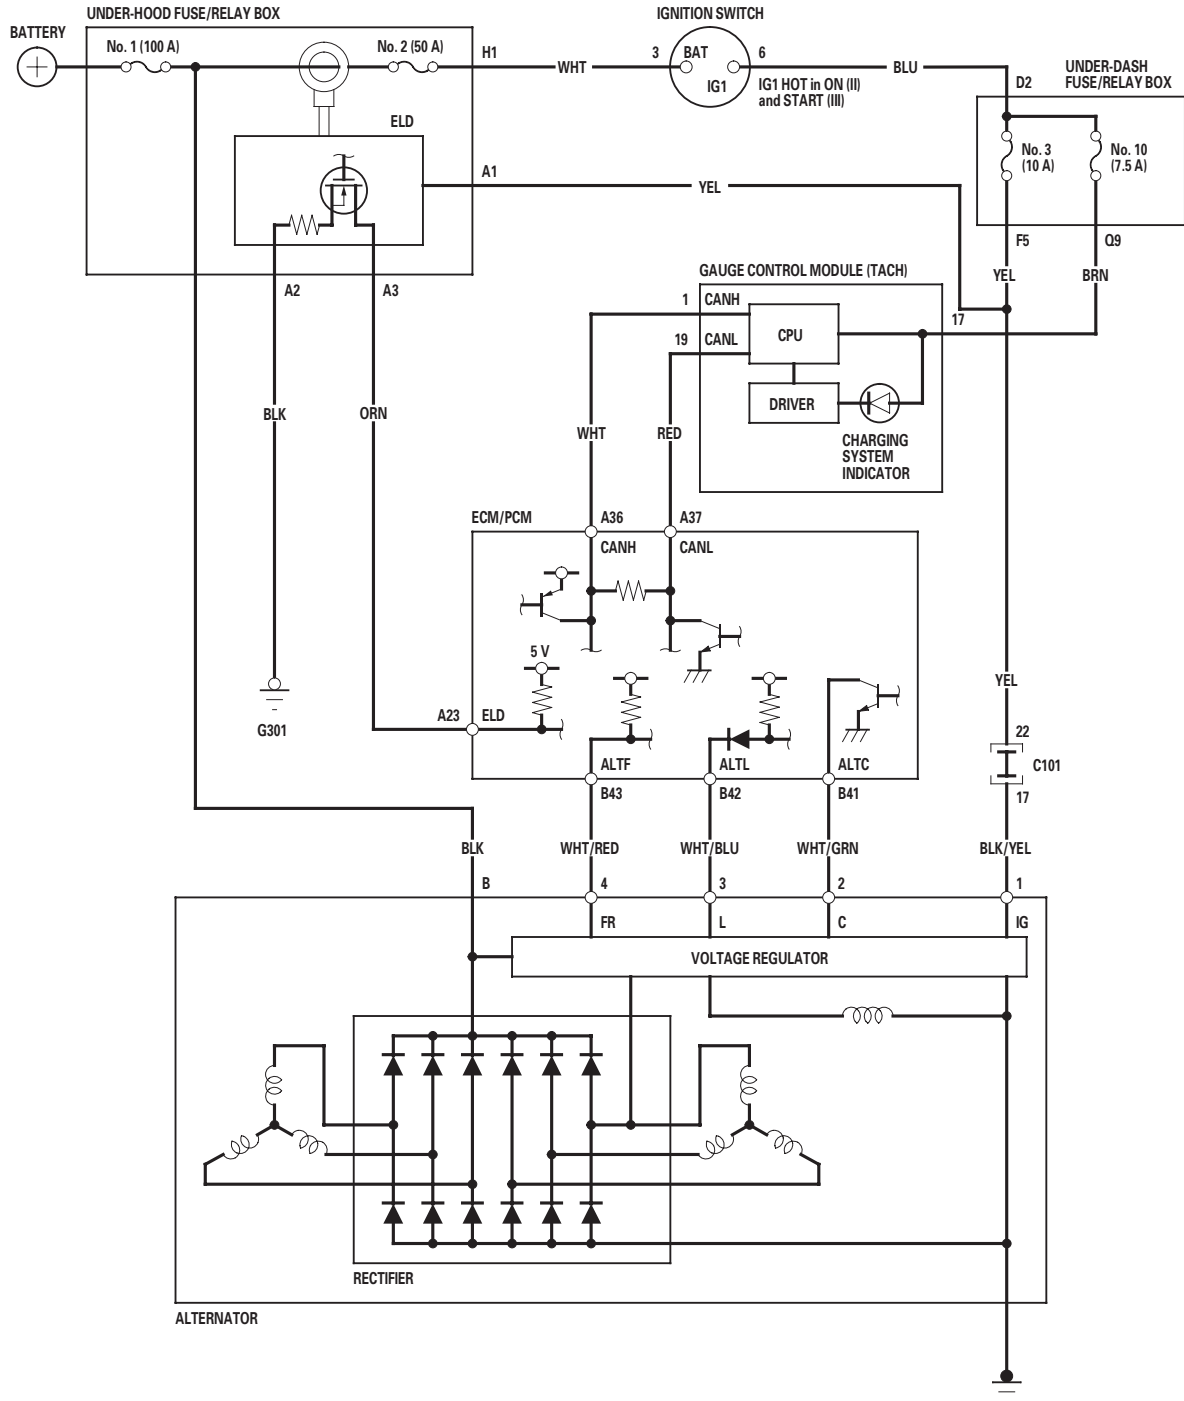 UNDER-HOOD FUSE/RELAY BOX
IGNITION SWITCH
BATTERY
No. 1 (100 A)
No. 2 (50 A)
H1
WHT
3
BAT
6
IG1
IG1 HOT in ON (II)
and START (III)
BLU
UNDER-DASH
FUSE/RELAY BOX
D2
ELD
No. 3
(10 A)
No. 10
(7.5 A)
A1
YEL
F5
Q9
A2
A3
GAUGE CONTROL MODULE (TACH)
YEL
BRN
1
CANH
17
19
CANL
CPU
BLK
ORN
DRIVER
WHT
RED
CHARGING
SYSTEM
INDICATOR
ECM/PCM
A36
A37
CANH
CANL
5 V
YEL
G301
A23
ELD
22
C101
17
ALTF
ALTL
ALTC
B43
B42
B41
BLK
WHT/RED
WHT/BLU
WHT/GRN
BLK/YEL
B
4
3
2
1
FR
L
C
IG
VOLTAGE REGULATOR
RECTIFIER
ALTERNATOR